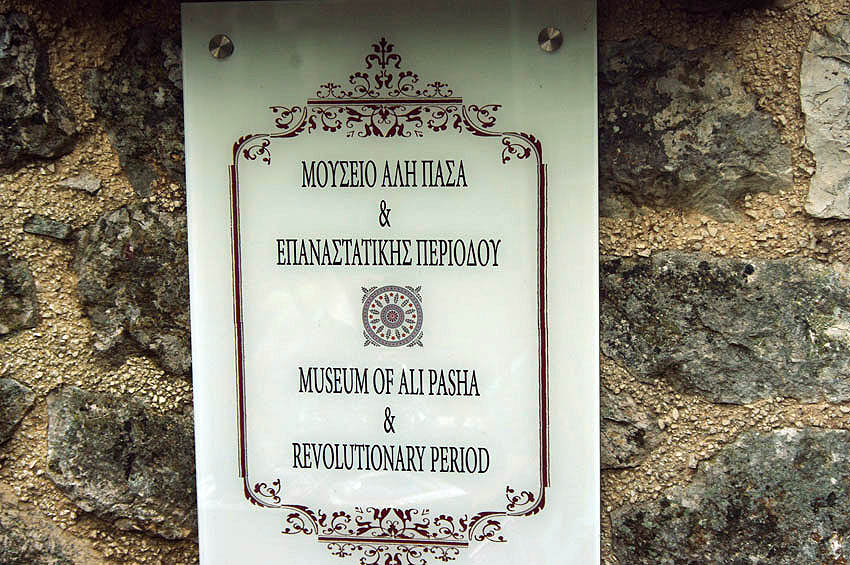 ΜΟΥΣΕΙΟ ΑΛΗ ΠΑΣΑ
&
ΕΠΑΝΑΣΤΑΤΙΚΗΣ ΠΕΡΙΟΔΟΥ
MUSEUM OF ALI PASHA
&
REVOLUTIONARY PERIOD